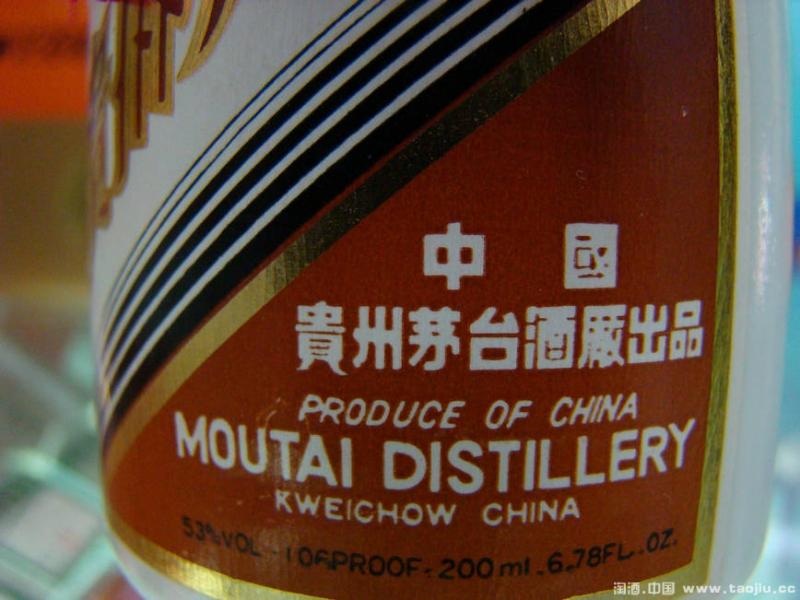 中 國
貴州茅台酒厰出品
PRODUCE OF CHINA
MOUTAI DISTILLERY
KWEICHOW CHINA
53%VOL - 106PROOF - 200ml. 6.78FL. OZ.
淘酒.中国 www.taojiu.cc